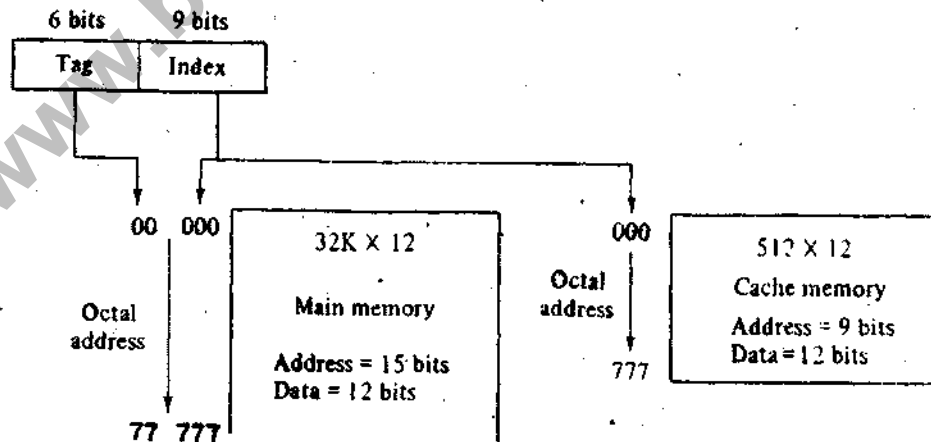 6 bits 9 bits
Tag Index
00 000
Octal
address
77 777
32K X 12
Main memory
Address = 15 bits
Data = 12 bits
000
Octal
address
777
512 X 12
Cache memory
Address = 9 bits
Data = 12 bits
www.b